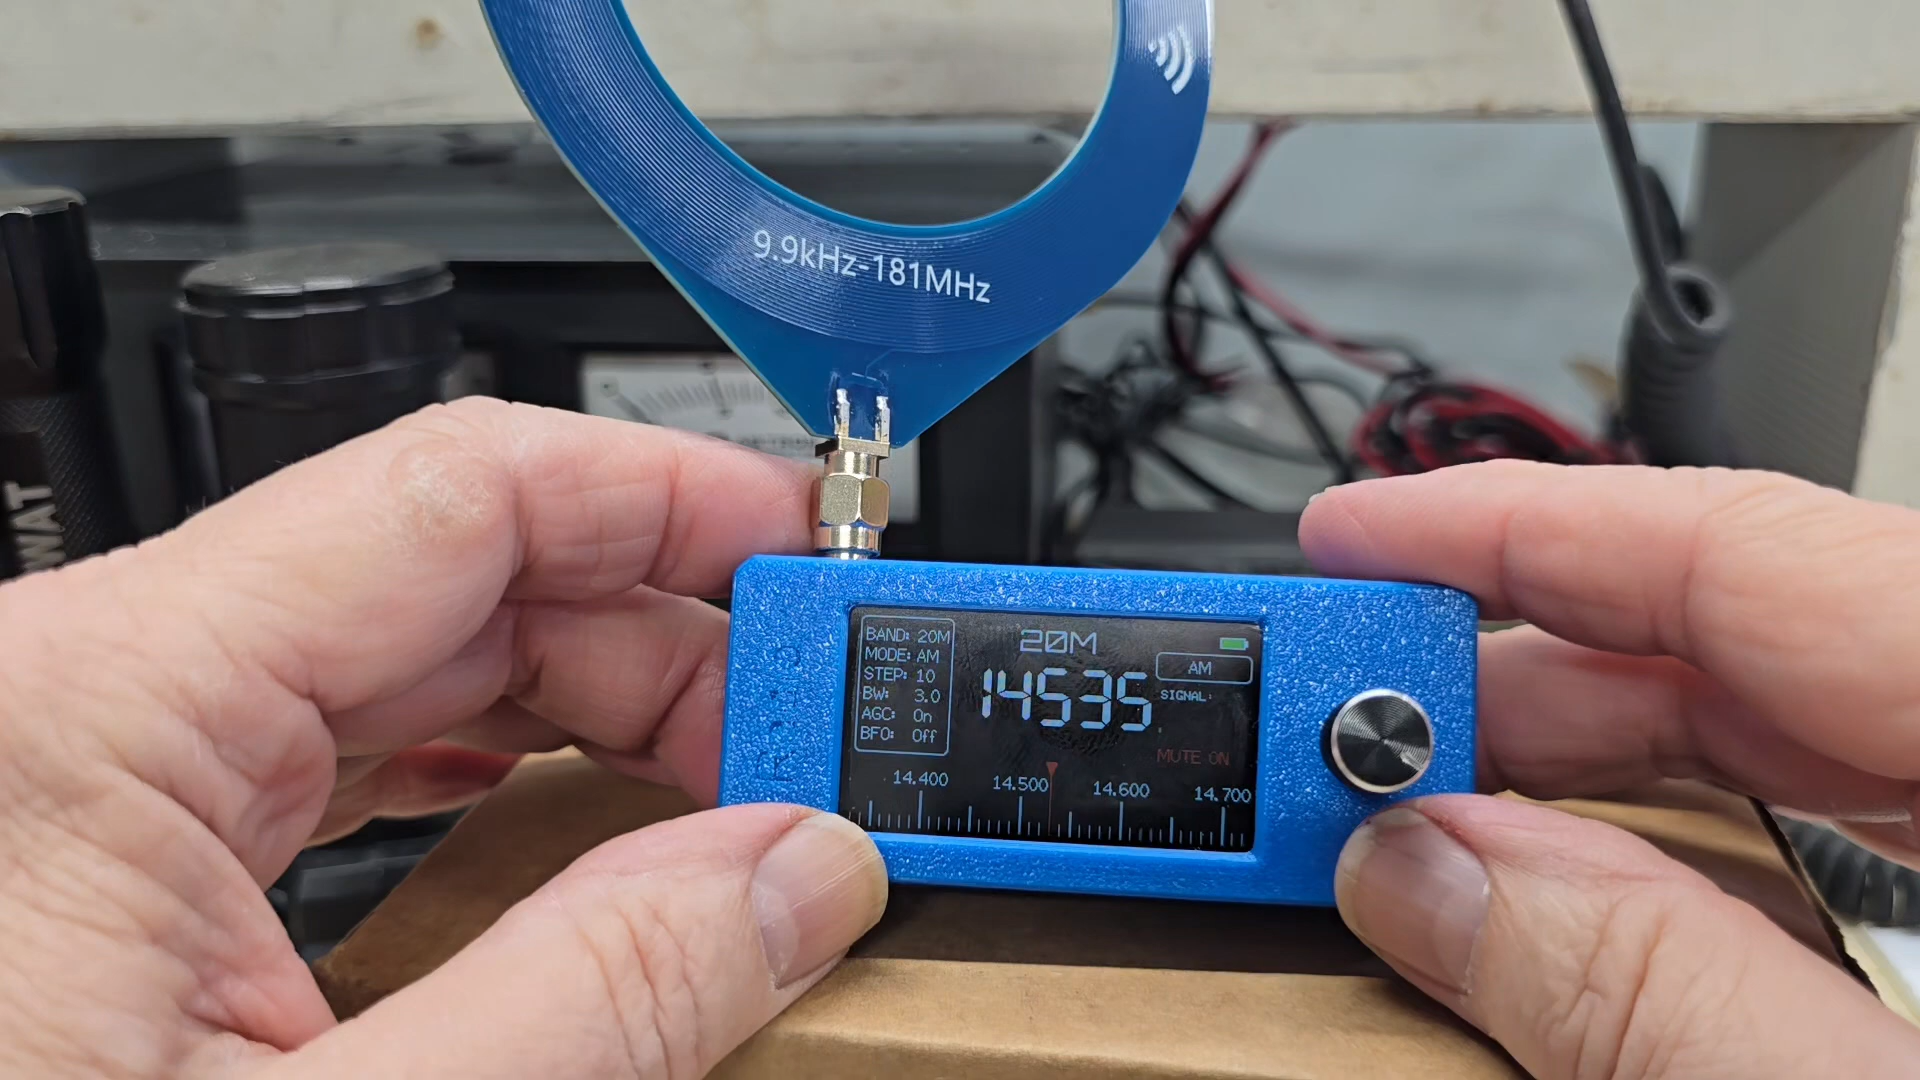 9.9kHz-181MHz
BAND: 20M
MODE: AM
STEP: 10
BW: 3.0
AGC: On
BFO: Off
20M
14535
AM
SIGNAL:
MUTE ON
14.400 14.500 14.600 14.700
WAT